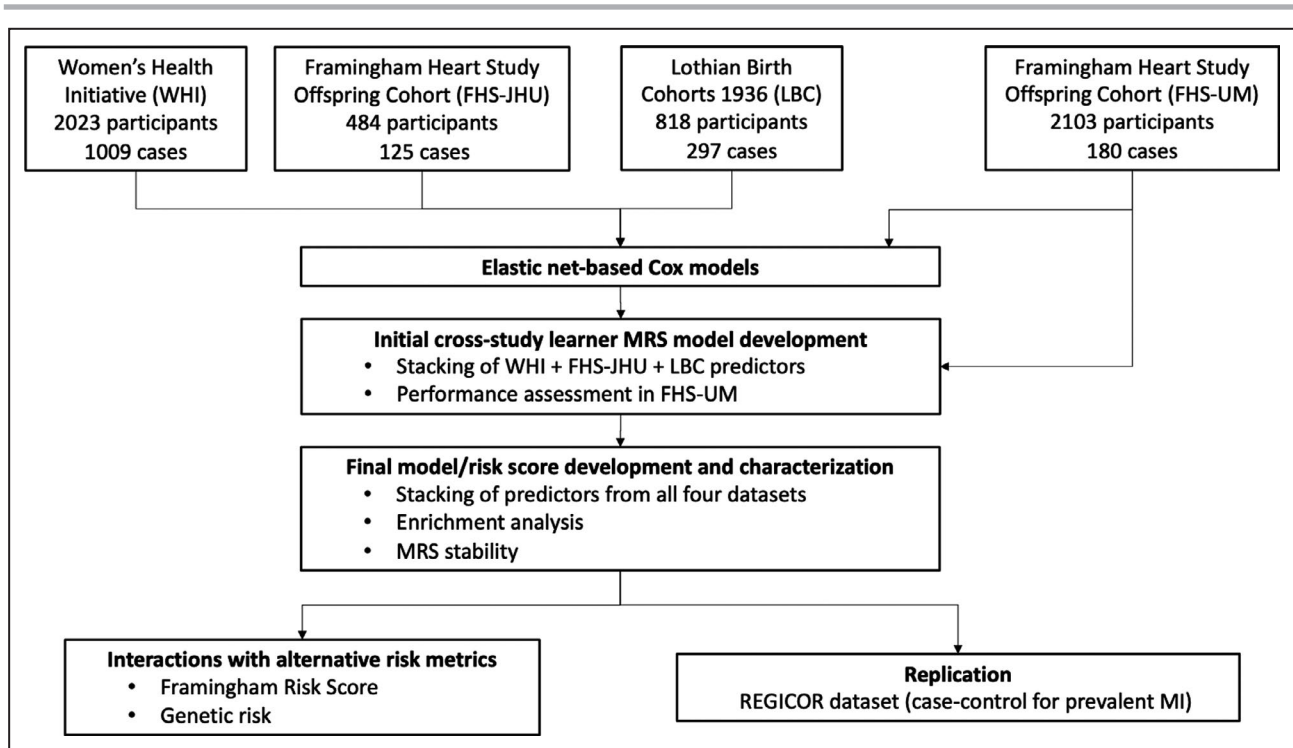 Women's Health
Initiative (WHI)
2023 participants
1009 cases
Framingham Heart Study
Offspring Cohort (FHS-JHU)
484 participants
125 cases
Lothian Birth
Cohorts 1936 (LBC)
818 participants
297 cases
Framingham Heart Study
Offspring Cohort (FHS-UM)
2103 participants
180 cases
Elastic net-based Cox models
Initial cross-study learner MRS model development
• Stacking of WHI + FHS-JHU + LBC predictors
• Performance assessment in FHS-UM
Final model/risk score development and characterization
• Stacking of predictors from all four datasets
• Enrichment analysis
• MRS stability
Interactions with alternative risk metrics
• Framingham Risk Score
• Genetic risk
Replication
REGICOR dataset (case-control for prevalent MI)